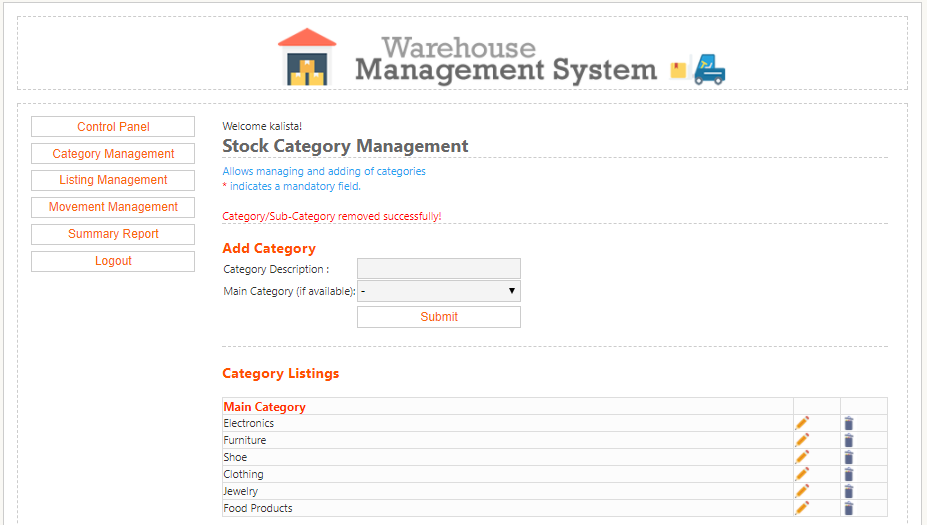 Warehouse
Management System
Control Panel
Category Management
Listing Management
Movement Management
Summary Report
Logout
Welcome kalista!
Stock Category Management
Allows managing and adding of categories
* indicates a mandatory field.
Category/Sub-Category removed successfully!
Add Category
Category Description :
Main Category (if available): -
Submit
Category Listings
Main Category
Electronics
Furniture
Shoe
Clothing
Jewelry
Food Products